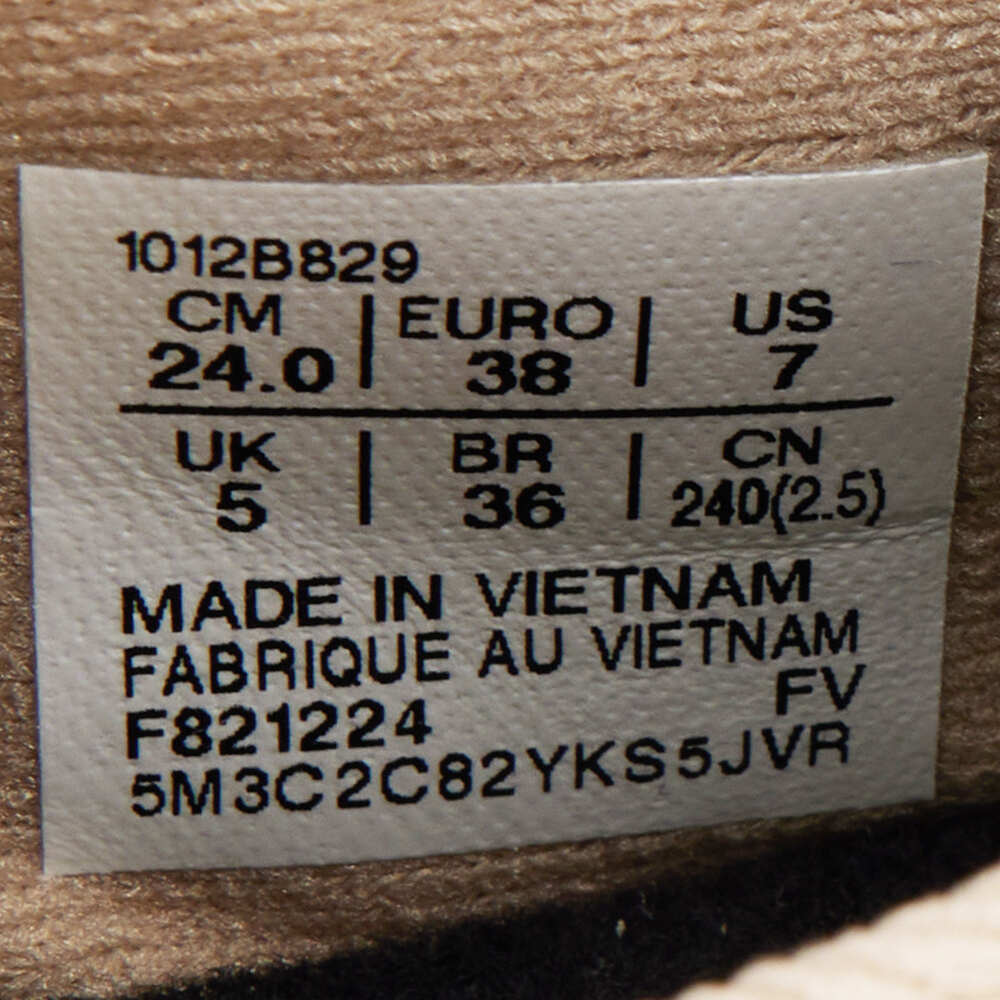 1012B829
CM | EURO | US
24.0 | 38 | 7
UK | BR | CN
5 | 36 | 240(2.5)
MADE IN VIETNAM
FABRIQUE AU VIETNAM
FV
F821224
5M3C2C82YKS5JVR